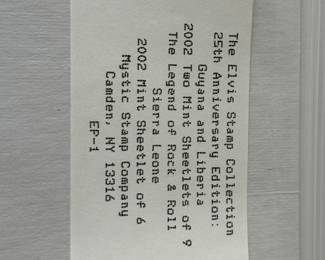 The Elvis Stamp Collection
25th Anniversary Edition:
Guyana and Liberia
2002 Two Mint Sheetlets of 9
The Legend of Rock & Roll
Sierra Leone
2002 Mint Sheetlet of 6
Mystic Stamp Company
Camden, NY 13316
EP-1